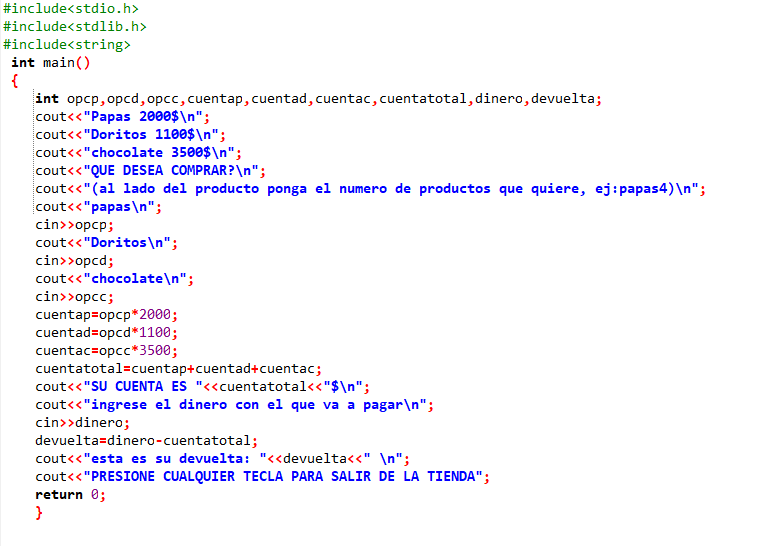 #include<stdio.h>
#include<stdlib.h>
#include<string>
int main()
{
int opcp,opcd,opcc,cuentap,cuentad,cuentac,cuentatotal,dinero,devuelta;
cout<<"Papas 2000$\n";
cout<<"Doritos 1100$\n";
cout<<"chocolate 3500$\n";
cout<<"QUE DESEA COMPRAR?\n";
cout<<"(al lado del producto ponga el numero de productos que quiere, ej:papas4)\n";
cout<<"papas\n";
cin>>opcp;
cout<<"Doritos\n";
cin>>opcd;
cout<<"chocolate\n";
cin>>opcc;
cuentap=opcp*2000;
cuentad=opcd*1100;
cuentac=opcc*3500;
cuentatotal=cuentap+cuentad+cuentac;
cout<<"SU CUENTA ES "<<cuentatotal<<"$\n";
cout<<"ingrese el dinero con el que va a pagar\n";
cin>>dinero;
devuelta=dinero-cuentatotal;
cout<<"esta es su devuelta: "<<devuelta<<" \n";
cout<<"PRESIONE CUALQUIER TECLA PARA SALIR DE LA TIENDA";
return 0;
}